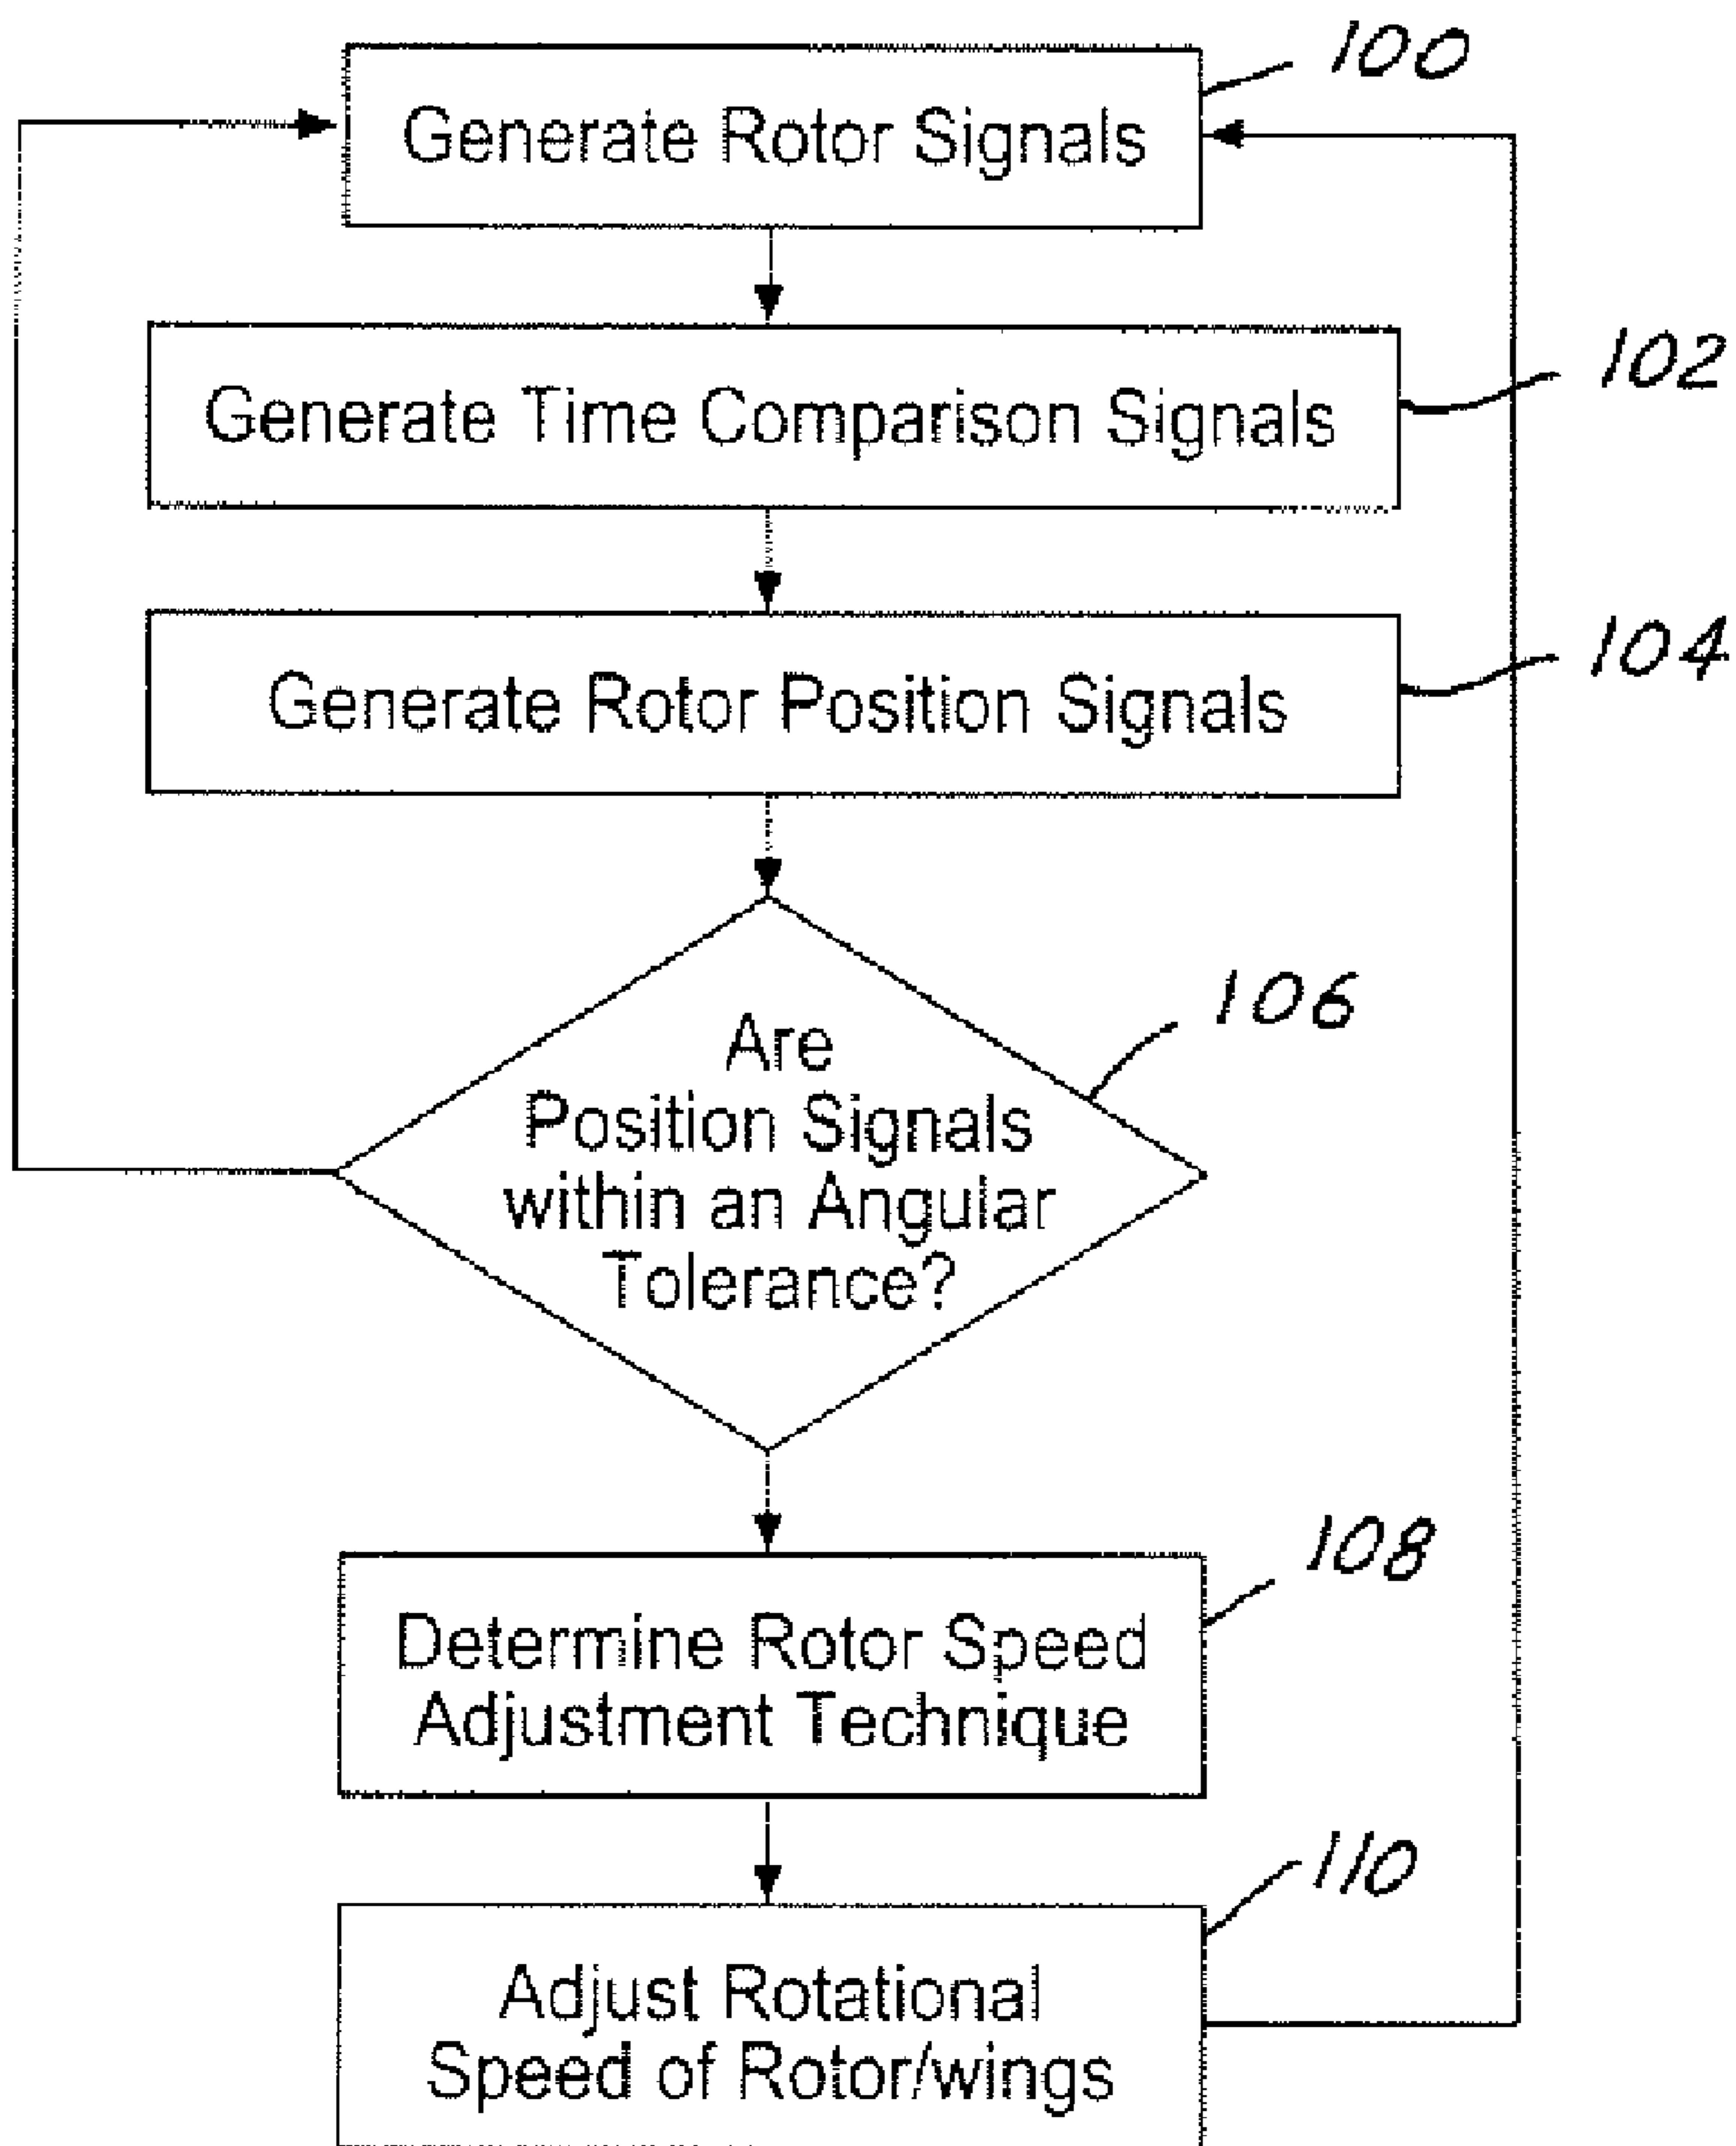 100
Generate Rotor Signals
102
Generate Time Comparison Signals
104
Generate Rotor Position Signals
106
Are
Position Signals
within an Angular
Tolerance?
108
Determine Rotor Speed
Adjustment Technique
110
Adjust Rotational
Speed of Rotor/wings